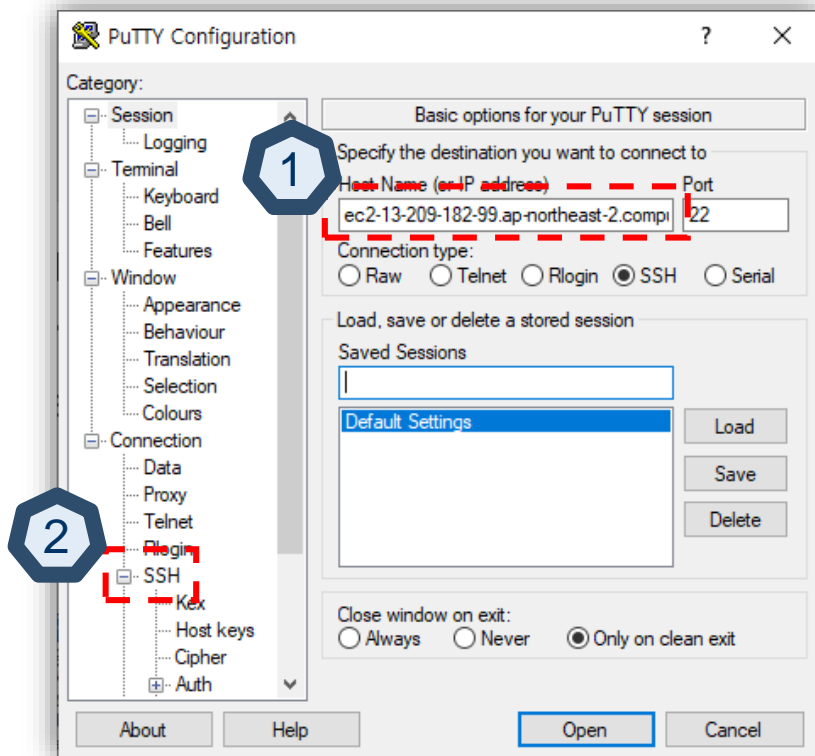 PuTTY Configuration
?
Category:
Session
Logging
Terminal
Keyboard
Bell
Features
Window
Appearance
Behaviour
Translation
Selection
Colours
Connection
Data
Proxy
Telnet
Rlogin
SSH
Kex
Host keys
Cipher
Auth
1
2
Basic options for your PuTTY session
Specify the destination you want to connect to
Host Name (or IP address) Port
ec2-13-209-182-99.ap-northeast-2.compu 22
Connection type:
Raw Telnet Rlogin SSH Serial
Load, save or delete a stored session
Saved Sessions
Default Settings
Load
Save
Delete
Close window on exit:
Always Never Only on clean exit
About Help Open Cancel